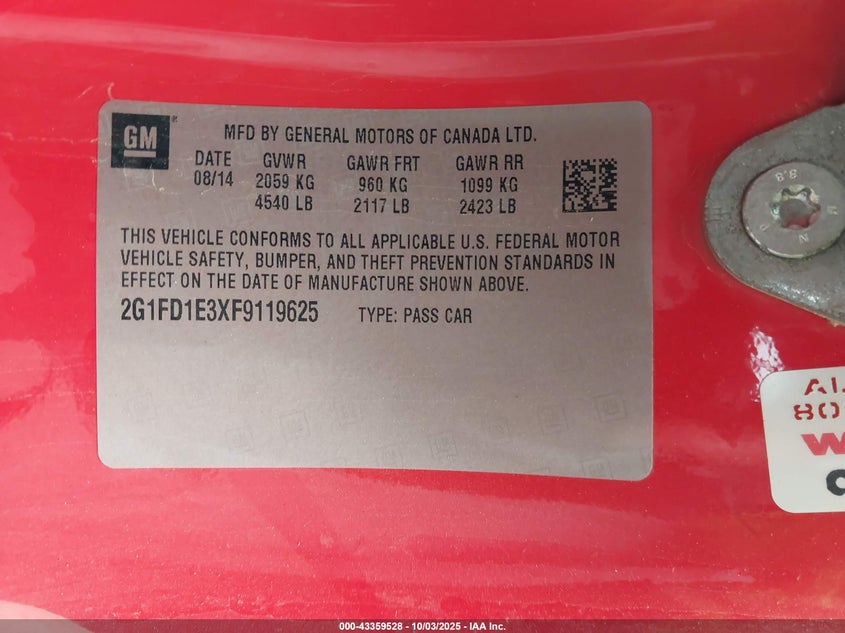 GM ®
MFD BY GENERAL MOTORS OF CANADA LTD.
DATE GVWR GAWR FRT GAWR RR
08/14 2059 KG 960 KG 1099 KG
4540 LB 2117 LB 2423 LB
THIS VEHICLE CONFORMS TO ALL APPLICABLE U.S. FEDERAL MOTOR
VEHICLE SAFETY, BUMPER, AND THEFT PREVENTION STANDARDS IN
EFFECT ON THE DATE OF MANUFACTURE SHOWN ABOVE.
2G1FD1E3XF9119625 TYPE: PASS CAR
8.8
000-43359528 - 10/03/2025 - IAA Inc.